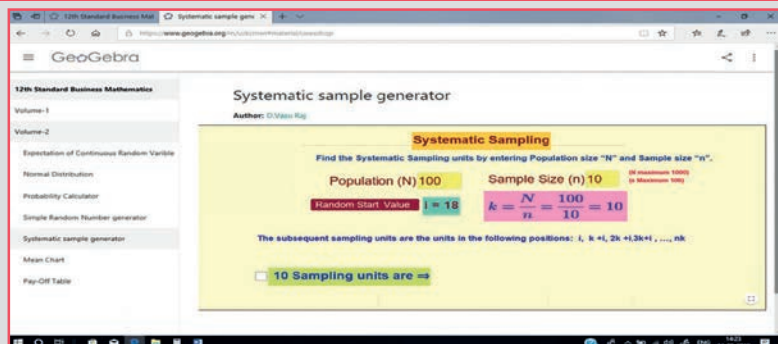 12th Standard Business Mat
Systematic sample gene
GeoGebra
12th Standard Business Mathematics
Volume-1
Volume-2
Expectation of Continuous Random Varible
Normal Distribution
Probability Calculator
Simple Random Number generator
Systematic sample generator
Mean Chart
Pay-Off Table
Systematic sample generator
Author: D.Vasu Raj
Systematic Sampling
Find the Systematic Sampling units by entering Population size "N" and Sample size "n".
Population (N) 100
Sample Size (n) 10
(N maximum 1000)
(n Maximum 100)
Random Start Value
i = 18
k = N/n = 100/10 = 10
The subsequent sampling units are the units in the following positions: i, k +i, 2k +i,3k+i , ...., nk
10 Sampling units are ⇒
ENG
14:23